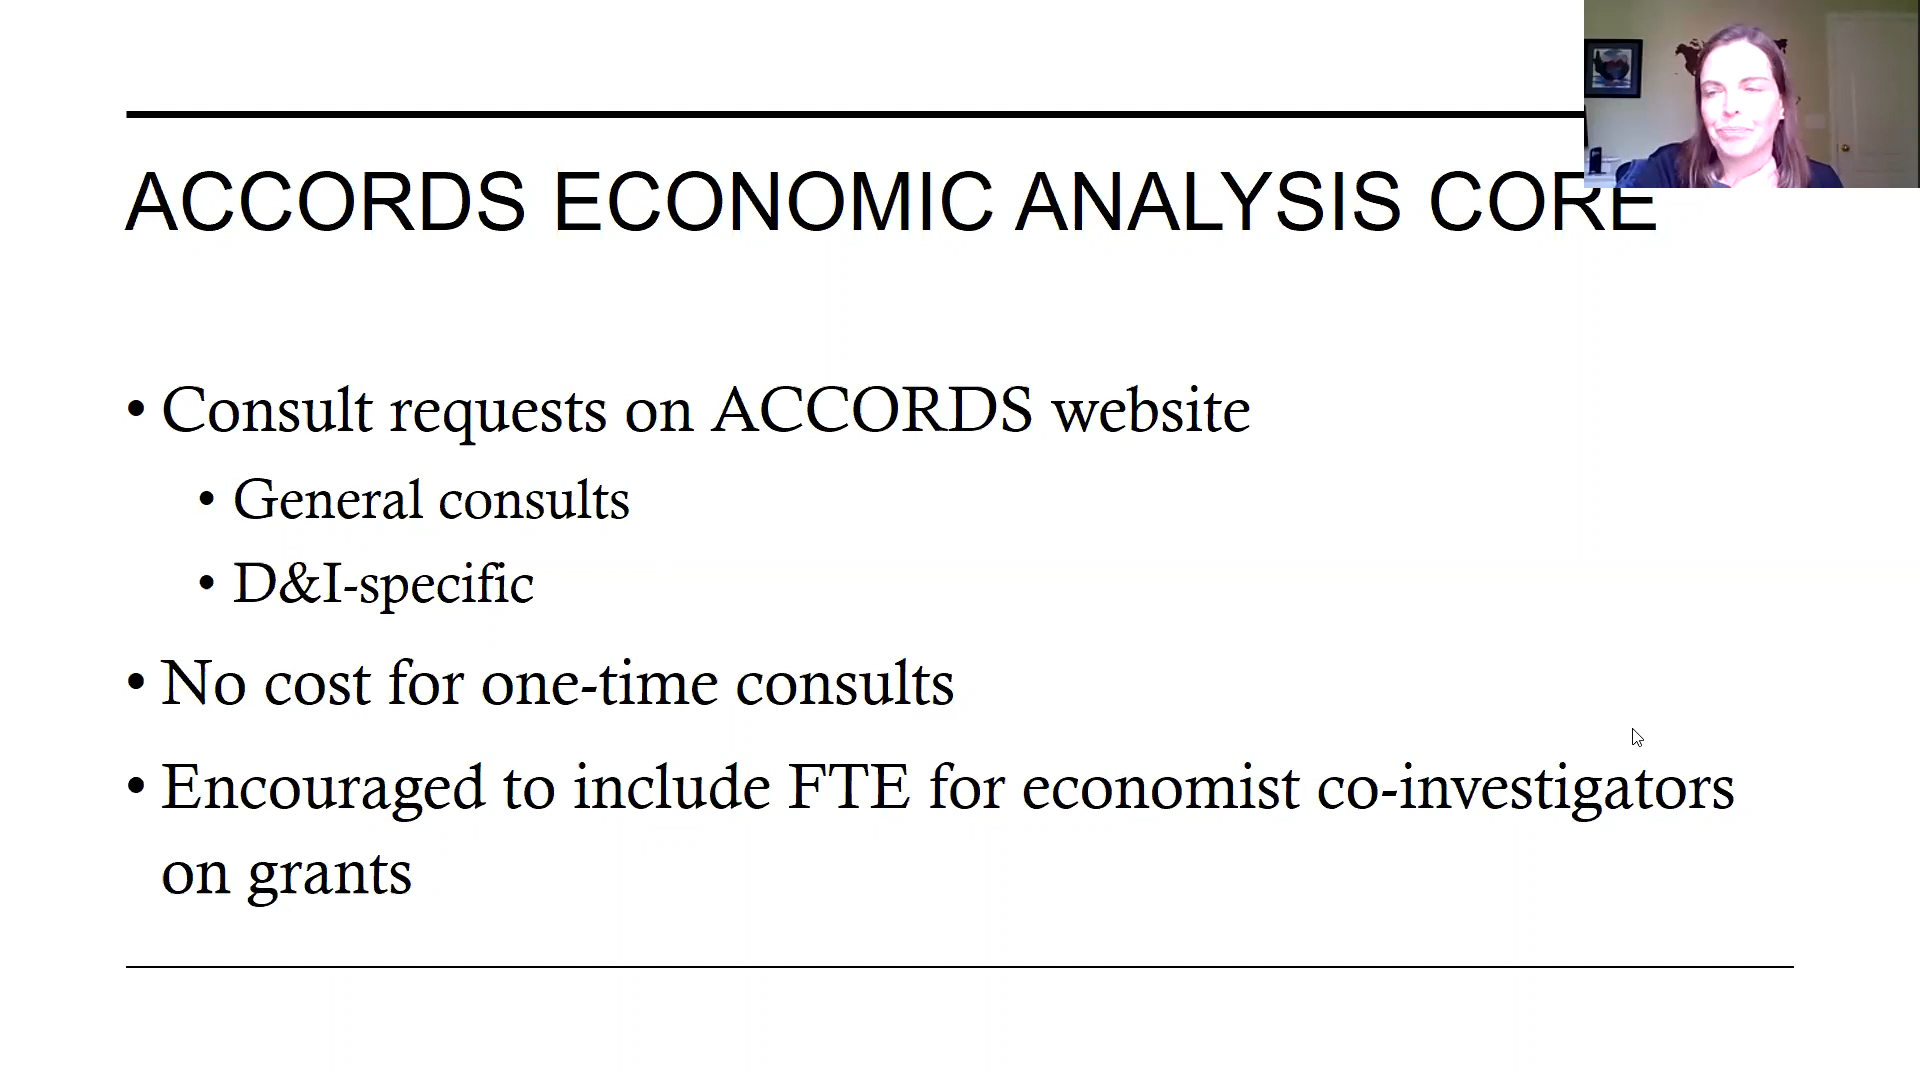 ACCORDS ECONOMIC ANALYSIS CORE
• Consult requests on ACCORDS website
• General consults
• D&I-specific
• No cost for one-time consults
• Encouraged to include FTE for economist co-investigators
on grants